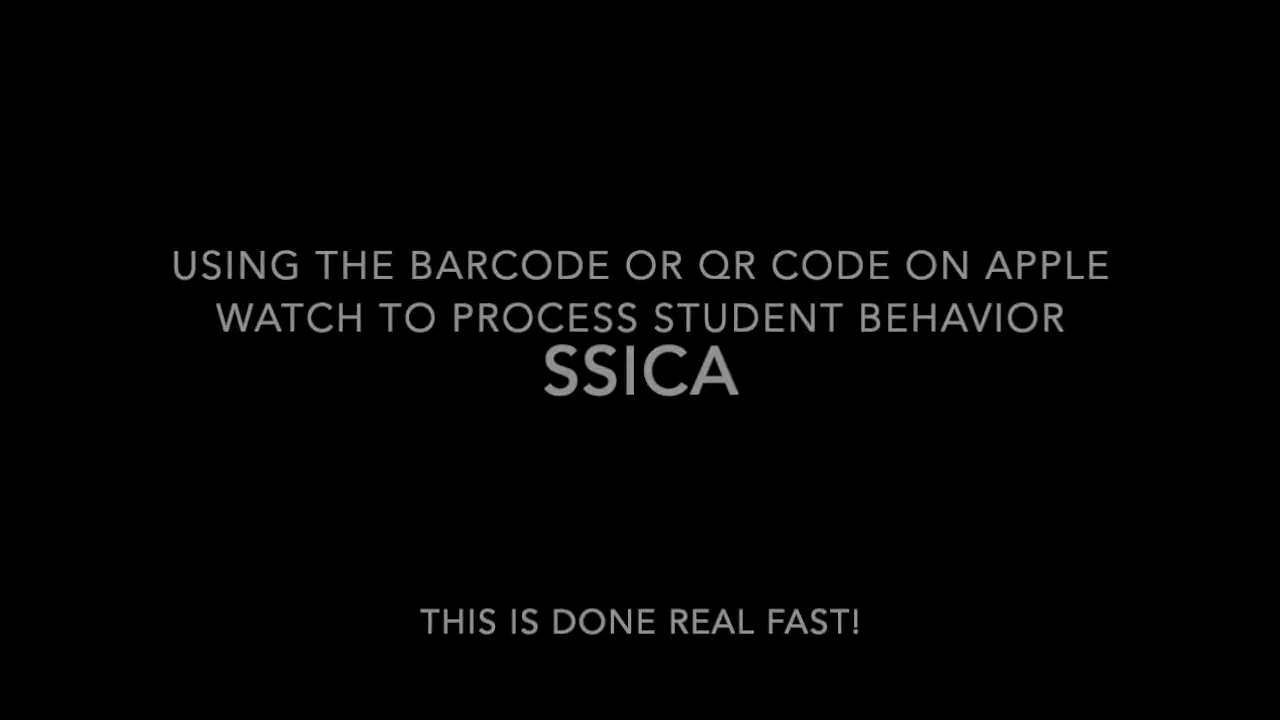 USING THE BARCODE OR QR CODE ON APPLE
WATCH TO PROCESS STUDENT BEHAVIOR
SSICA
THIS IS DONE REAL FAST!